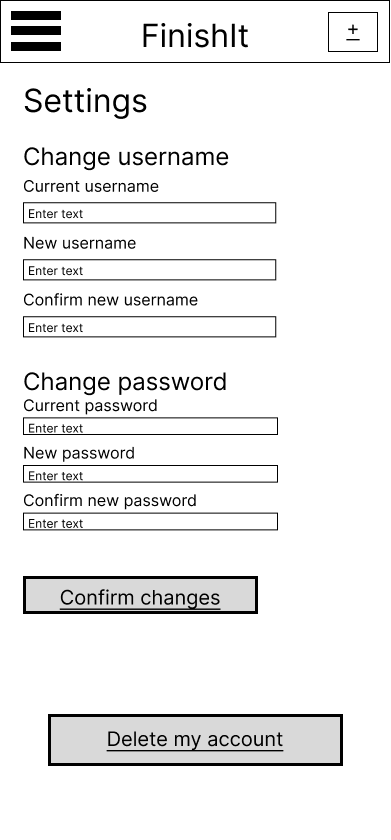 FinishIt
+
Settings
Change username
Current username
Enter text
New username
Enter text
Confirm new username
Enter text
Change password
Current password
Enter text
New password
Enter text
Confirm new password
Enter text
Confirm changes
Delete my account